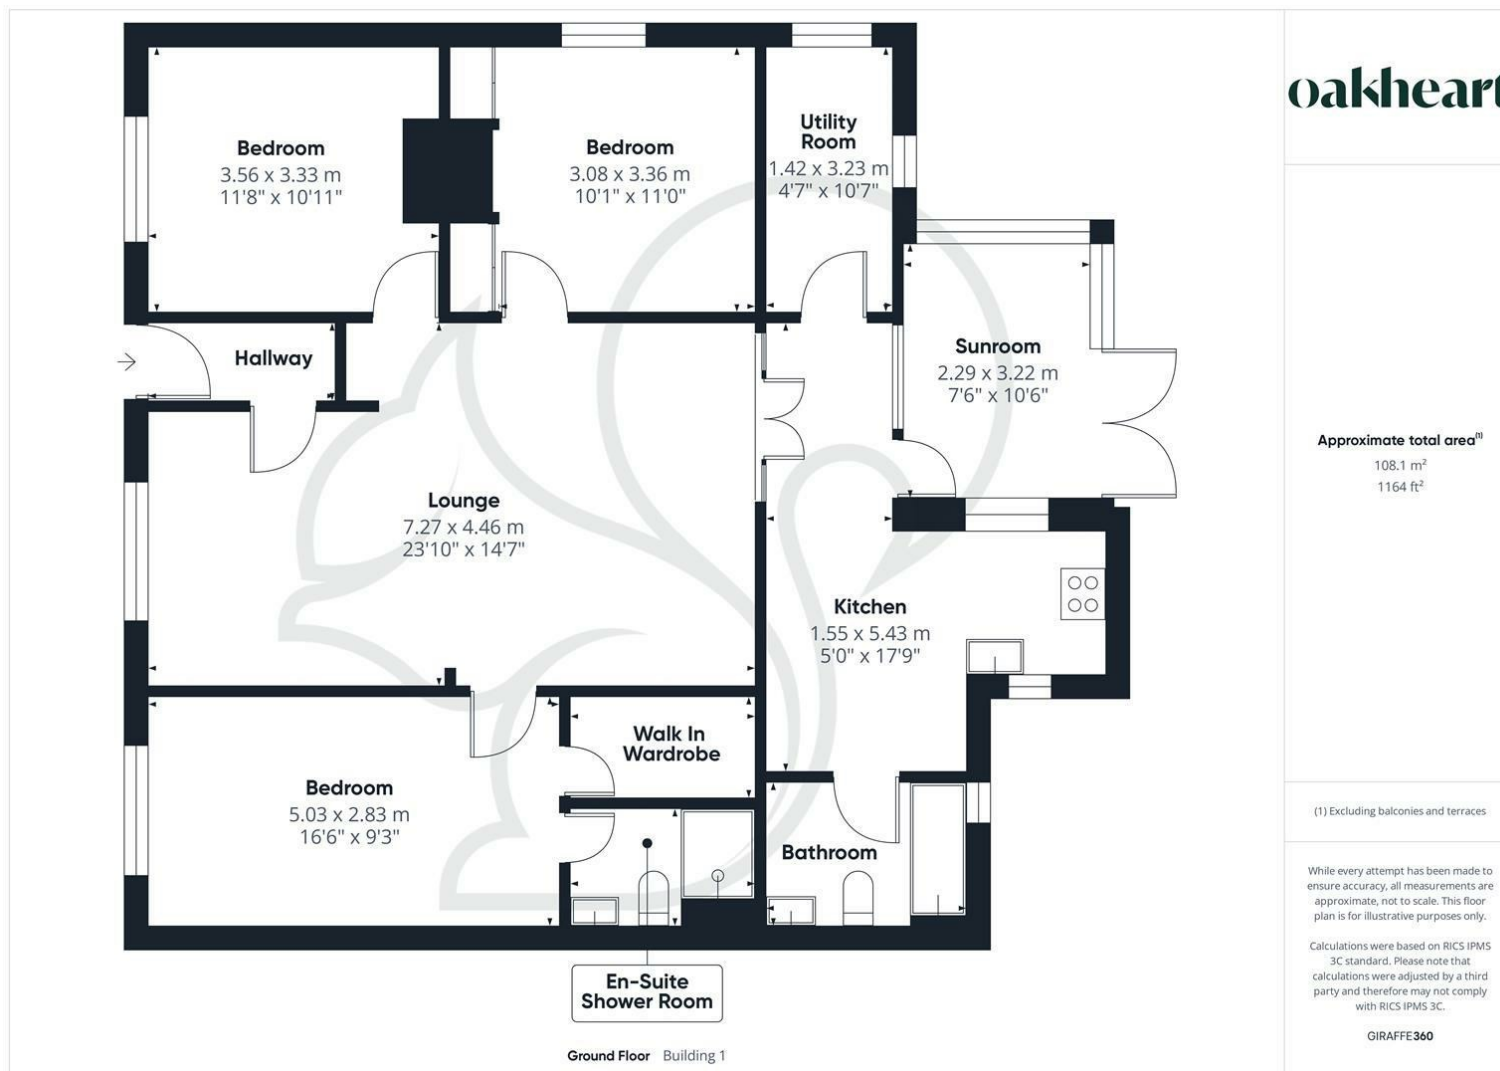 Bedroom
3.56 x 3.33 m
11'8" x 10'11"
Bedroom
3.08 x 3.36 m
10'1" x 11'0"
Utility
Room
1.42 x 3.23 m
4'7" x 10'7"
Hallway
Sunroom
2.29 x 3.22 m
7'6" x 10'6"
Lounge
7.27 x 4.46 m
23'10" x 14'7"
Kitchen
1.55 x 5.43 m
5'0" x 17'9"
Walk In
Wardrobe
Bedroom
5.03 x 2.83 m
16'6" x 9'3"
Bathroom
En-Suite
Shower Room
Ground Floor Building 1
oakheart
Approximate total area(1)
108.1 m²
1164 ft²
(1) Excluding balconies and terraces
While every attempt has been made to
ensure accuracy, all measurements are
approximate, not to scale. This floor
plan is for illustrative purposes only.
Calculations were based on RICS IPMS
3C standard. Please note that
calculations were adjusted by a third
party and therefore may not comply
with RICS IPMS 3C.
GIRAFFE360